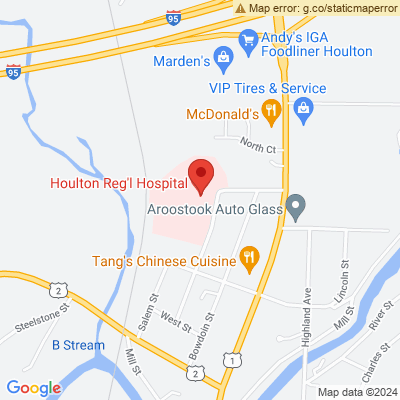 Map error: g.co/staticmaperror
95
Andy's IGA
Foodliner Houlton
Marden's
95
VIP Tires & Service
McDonald's
North Ct
Houlton Reg'l Hospital
Aroostook Auto Glass
Tang's Chinese Cuisine
2
Lincoln St
Steelstone St
Salem St
West St
Highland Ave
Mill St
River St
B Stream
Mill St
Bowdoin St
1
Charles St
2
Google
Map data ©2024